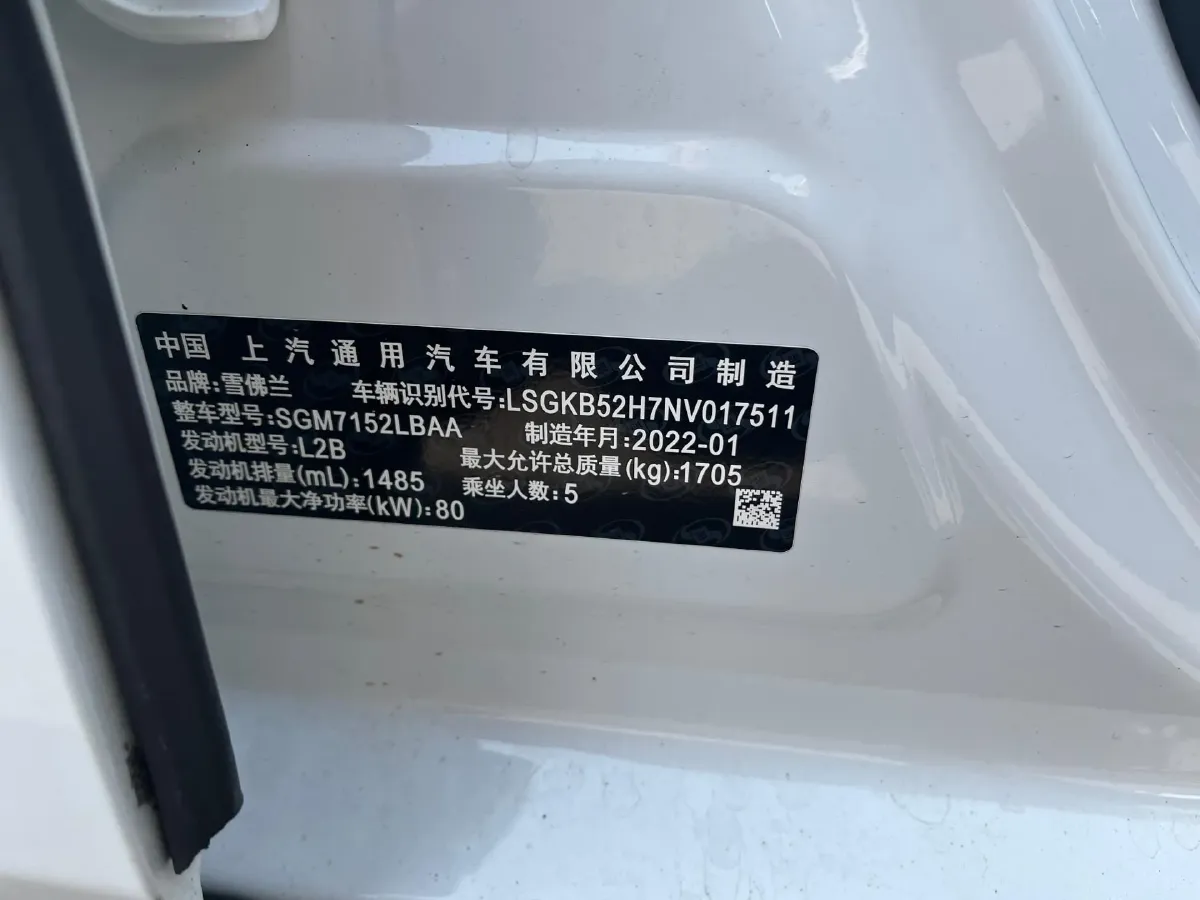 中国 上汽通用汽车有限公司制造
品牌:雪佛兰 车辆识别代号:LSGKB52H7NV017511
整车型号:SGM7152LBAA 制造年月:2022-01
发动机型号:L2B 最大允许总质量(kg):1705
发动机排量(mL):1485 乘坐人数:5
发动机最大净功率(kW):80